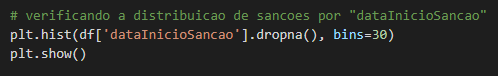 # verificando a distribuicao de sancoes por "dataInicioSancao"
plt.hist(df['dataInicioSancao'].dropna(), bins=30)
plt.show()